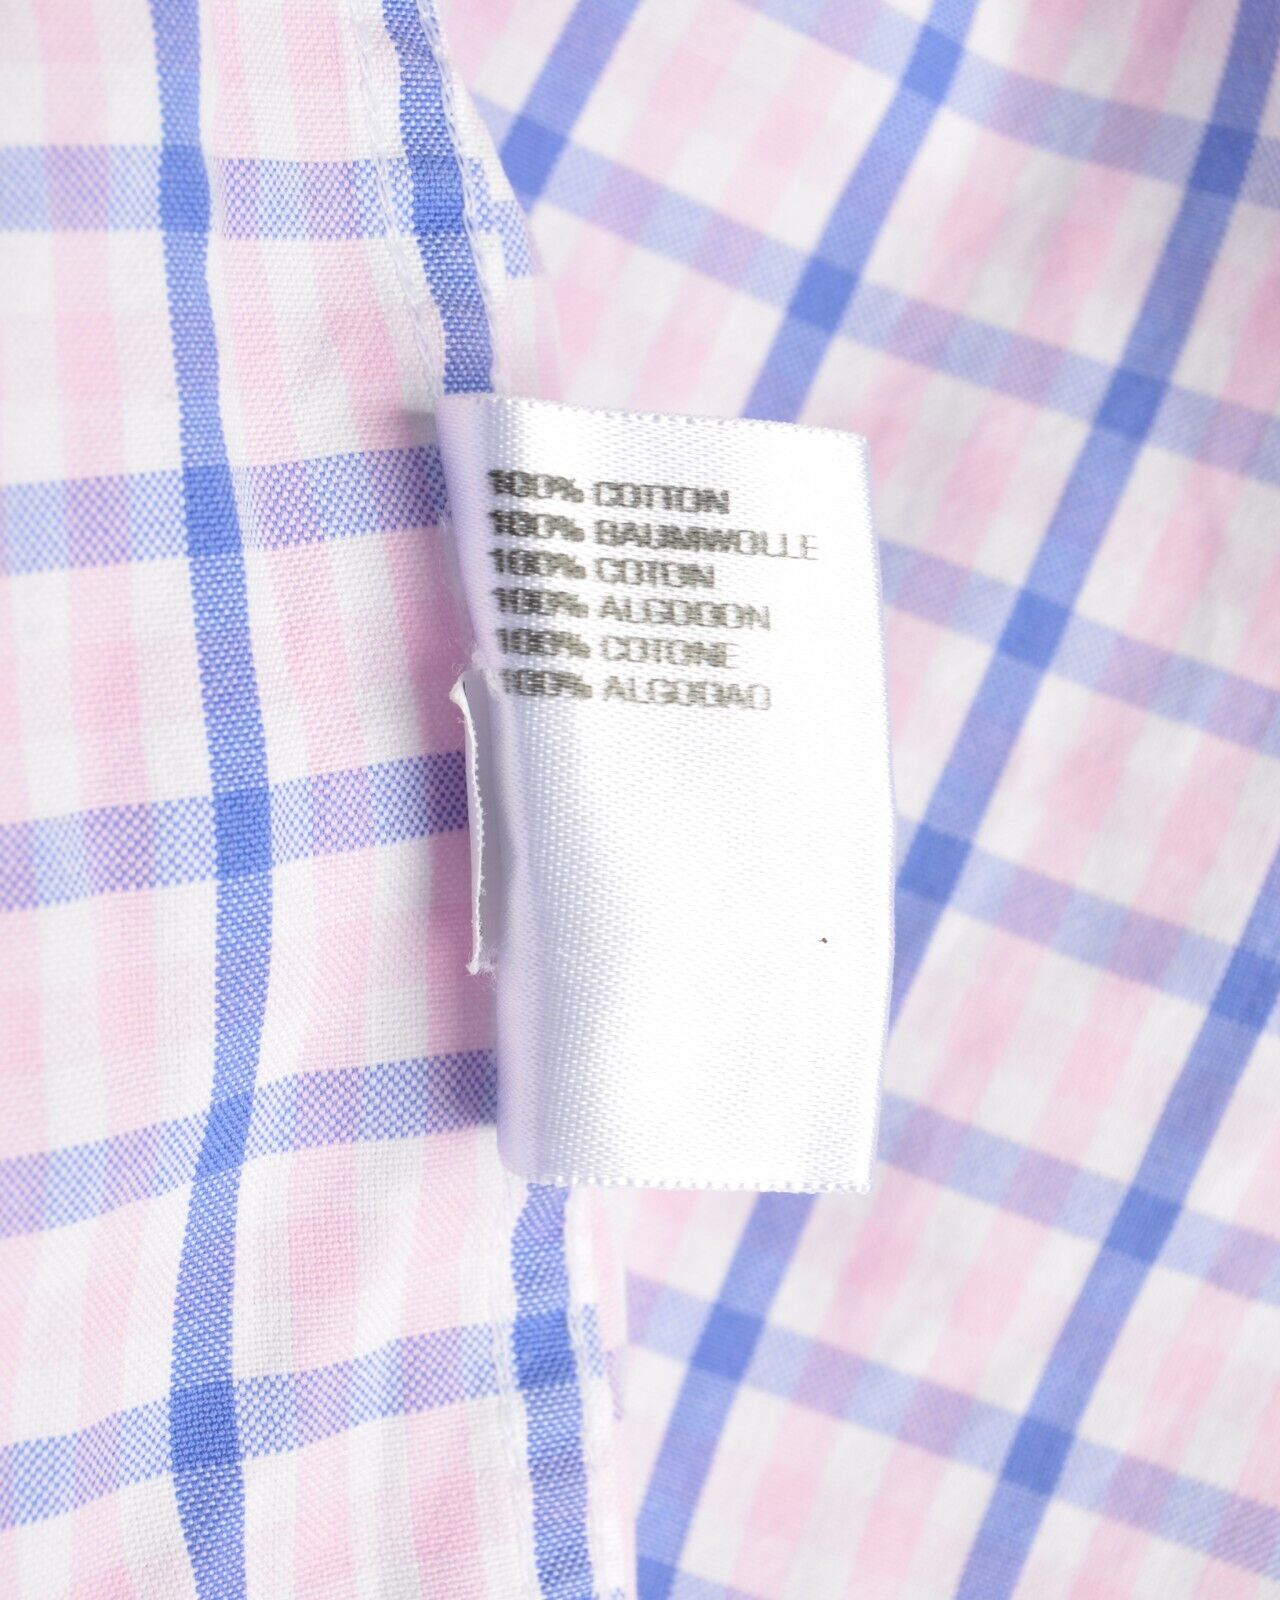 100% COTTON
100% BAUMWOLLE
100% COTON
100% ALGODON
100% COTONE
100% ALGODAO